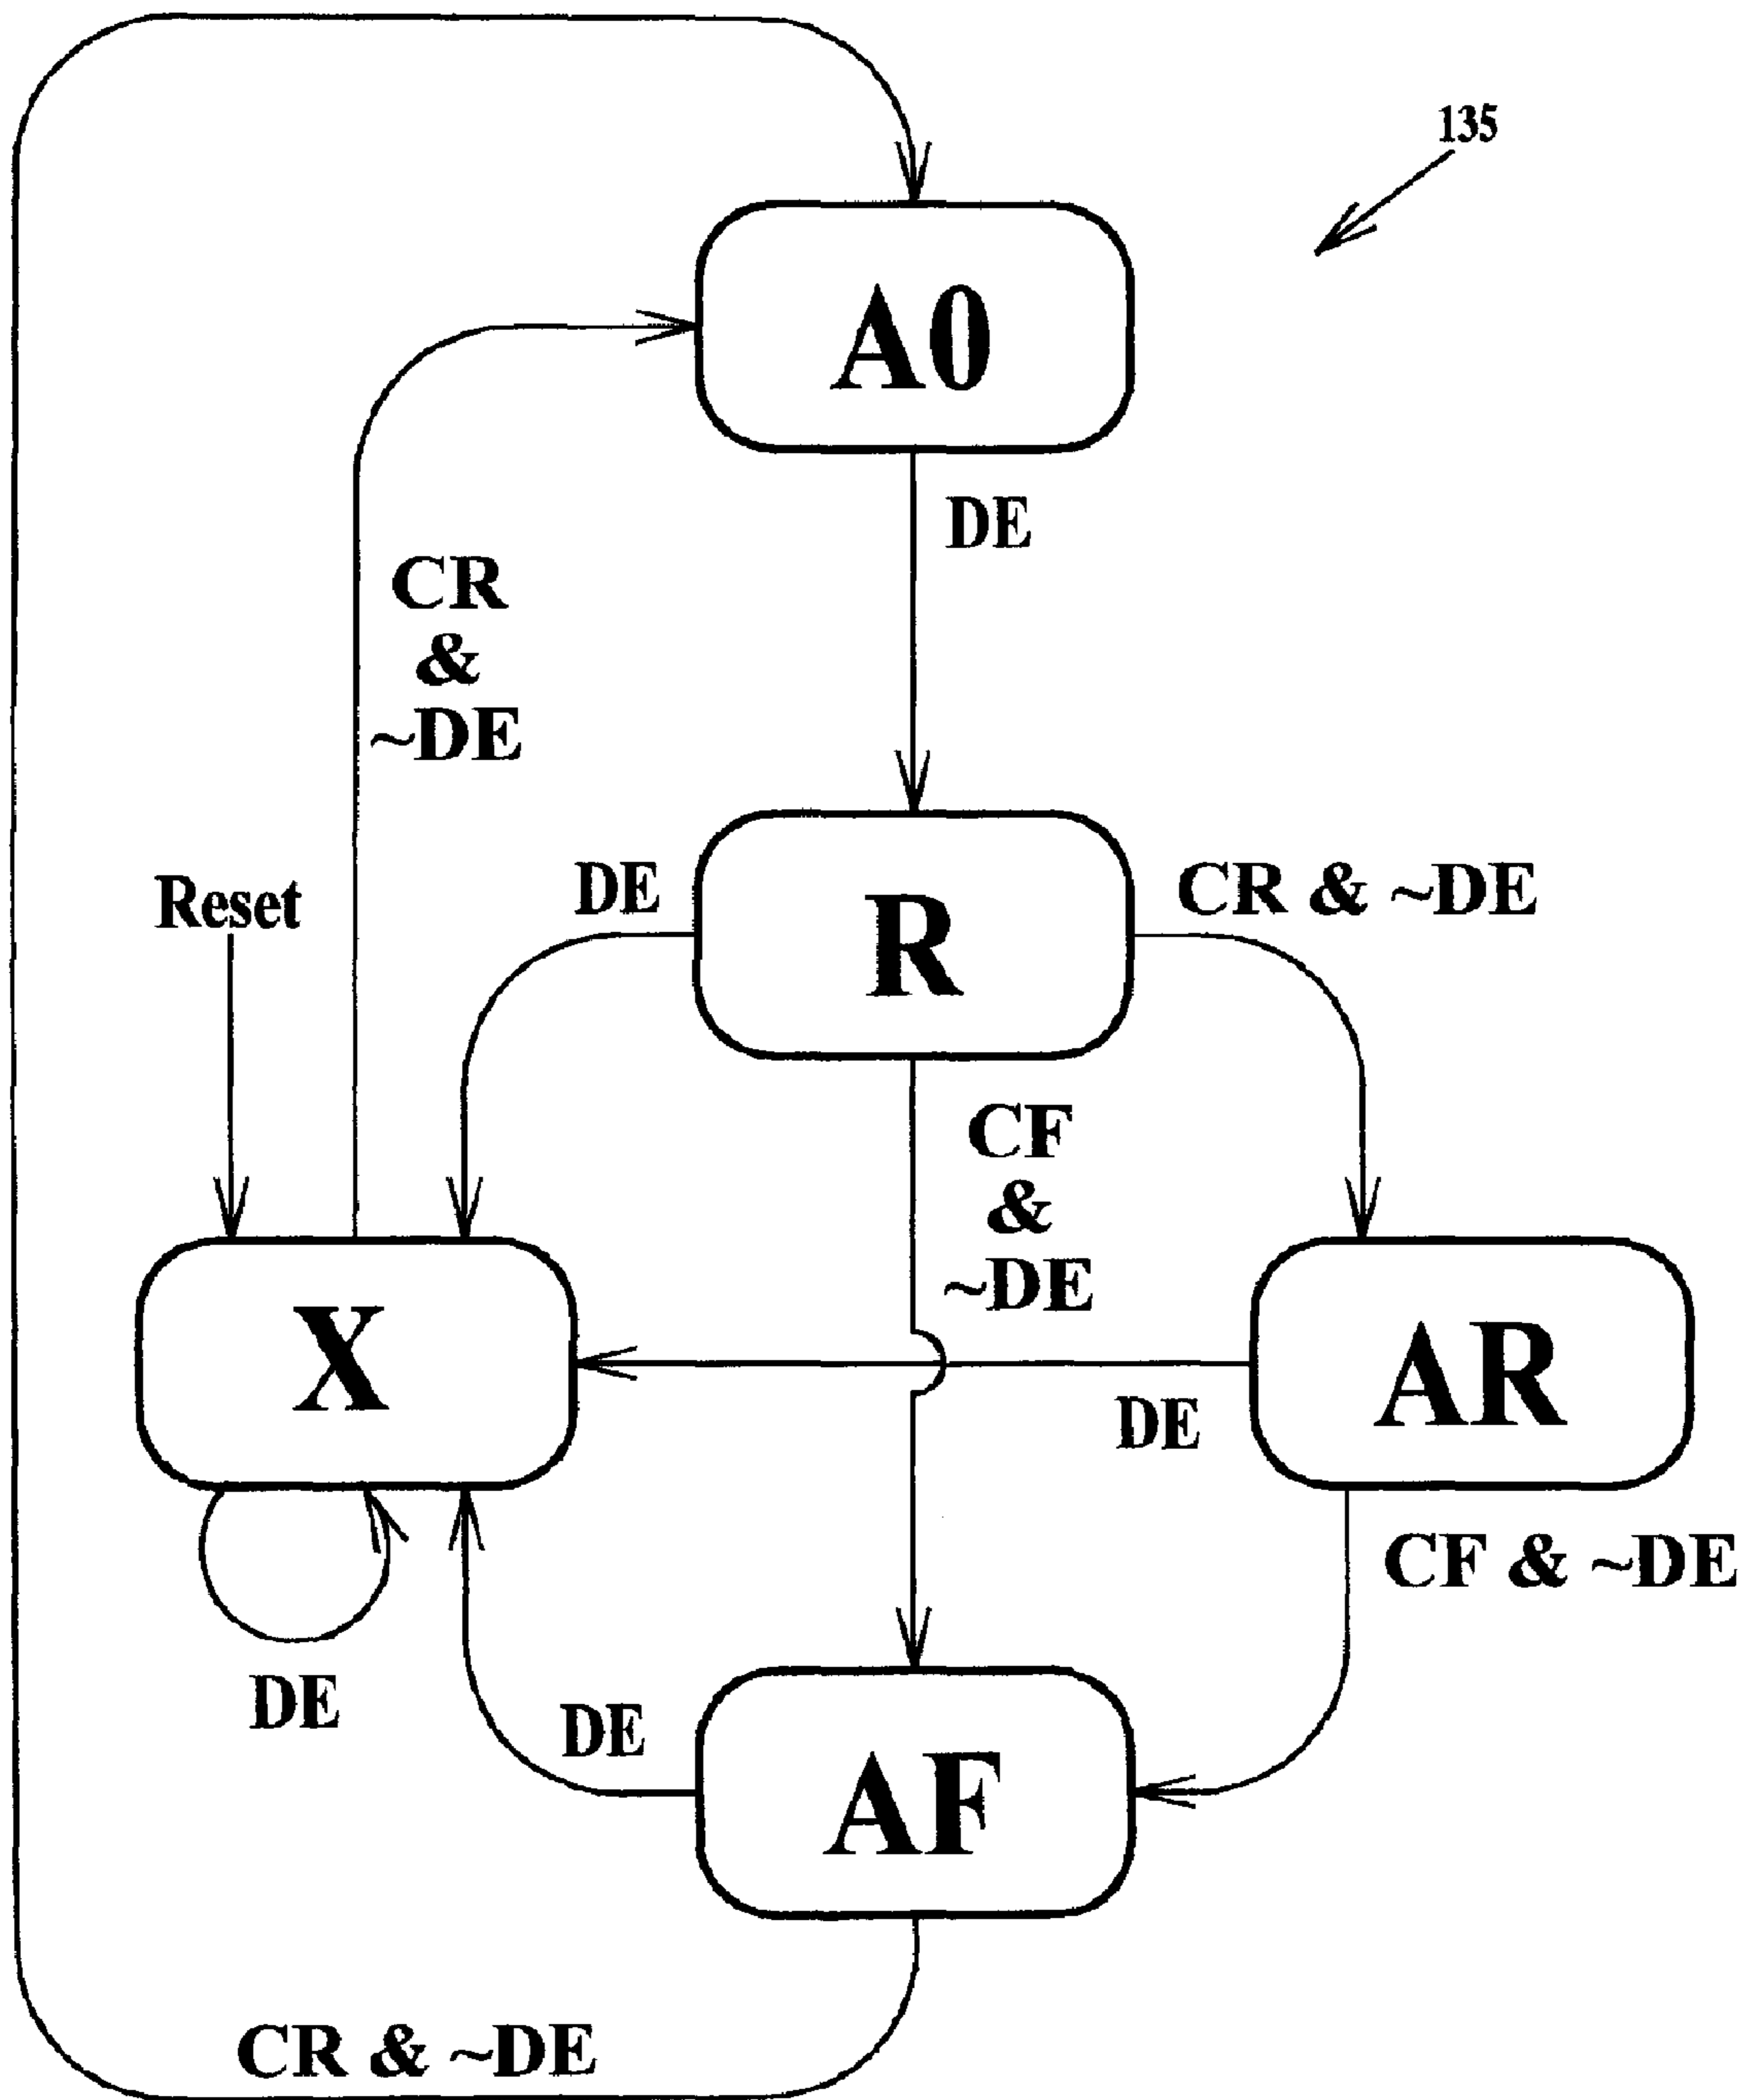 135
A0
DE
CR
&
~DE
Reset
DE
R
CR & ~DE
CF
&
~DE
X
AR
DE
CF & ~DE
DE
DE
AF
CR & ~DE